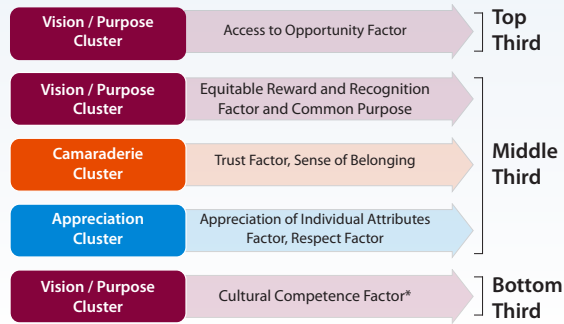 Vision / Purpose
Cluster
Access to Opportunity Factor
Top
Third
Vision / Purpose
Cluster
Equitable Reward and Recognition
Factor and Common Purpose
Camaraderie
Cluster
Trust Factor, Sense of Belonging
Middle
Third
Appreciation
Cluster
Appreciation of Individual Attributes
Factor, Respect Factor
Vision / Purpose
Cluster
Cultural Competence Factor*
Bottom
Third